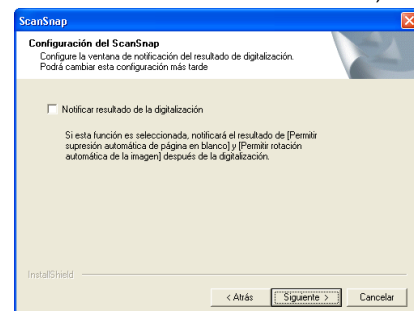 ScanSnap
Configuración del ScanSnap
Configure la ventana de notificación del resultado de digitalización.
Podrá cambiar esta configuración más tarde
Notificar resultado de la digitalización
Si esta función es seleccionada, notificará el resultado de [Permitir
supresión automática de página en blanco] y [Permitir rotación
automática de la imagen] después de la digitalización.
InstallShield
< Atrás Siguiente > Cancelar